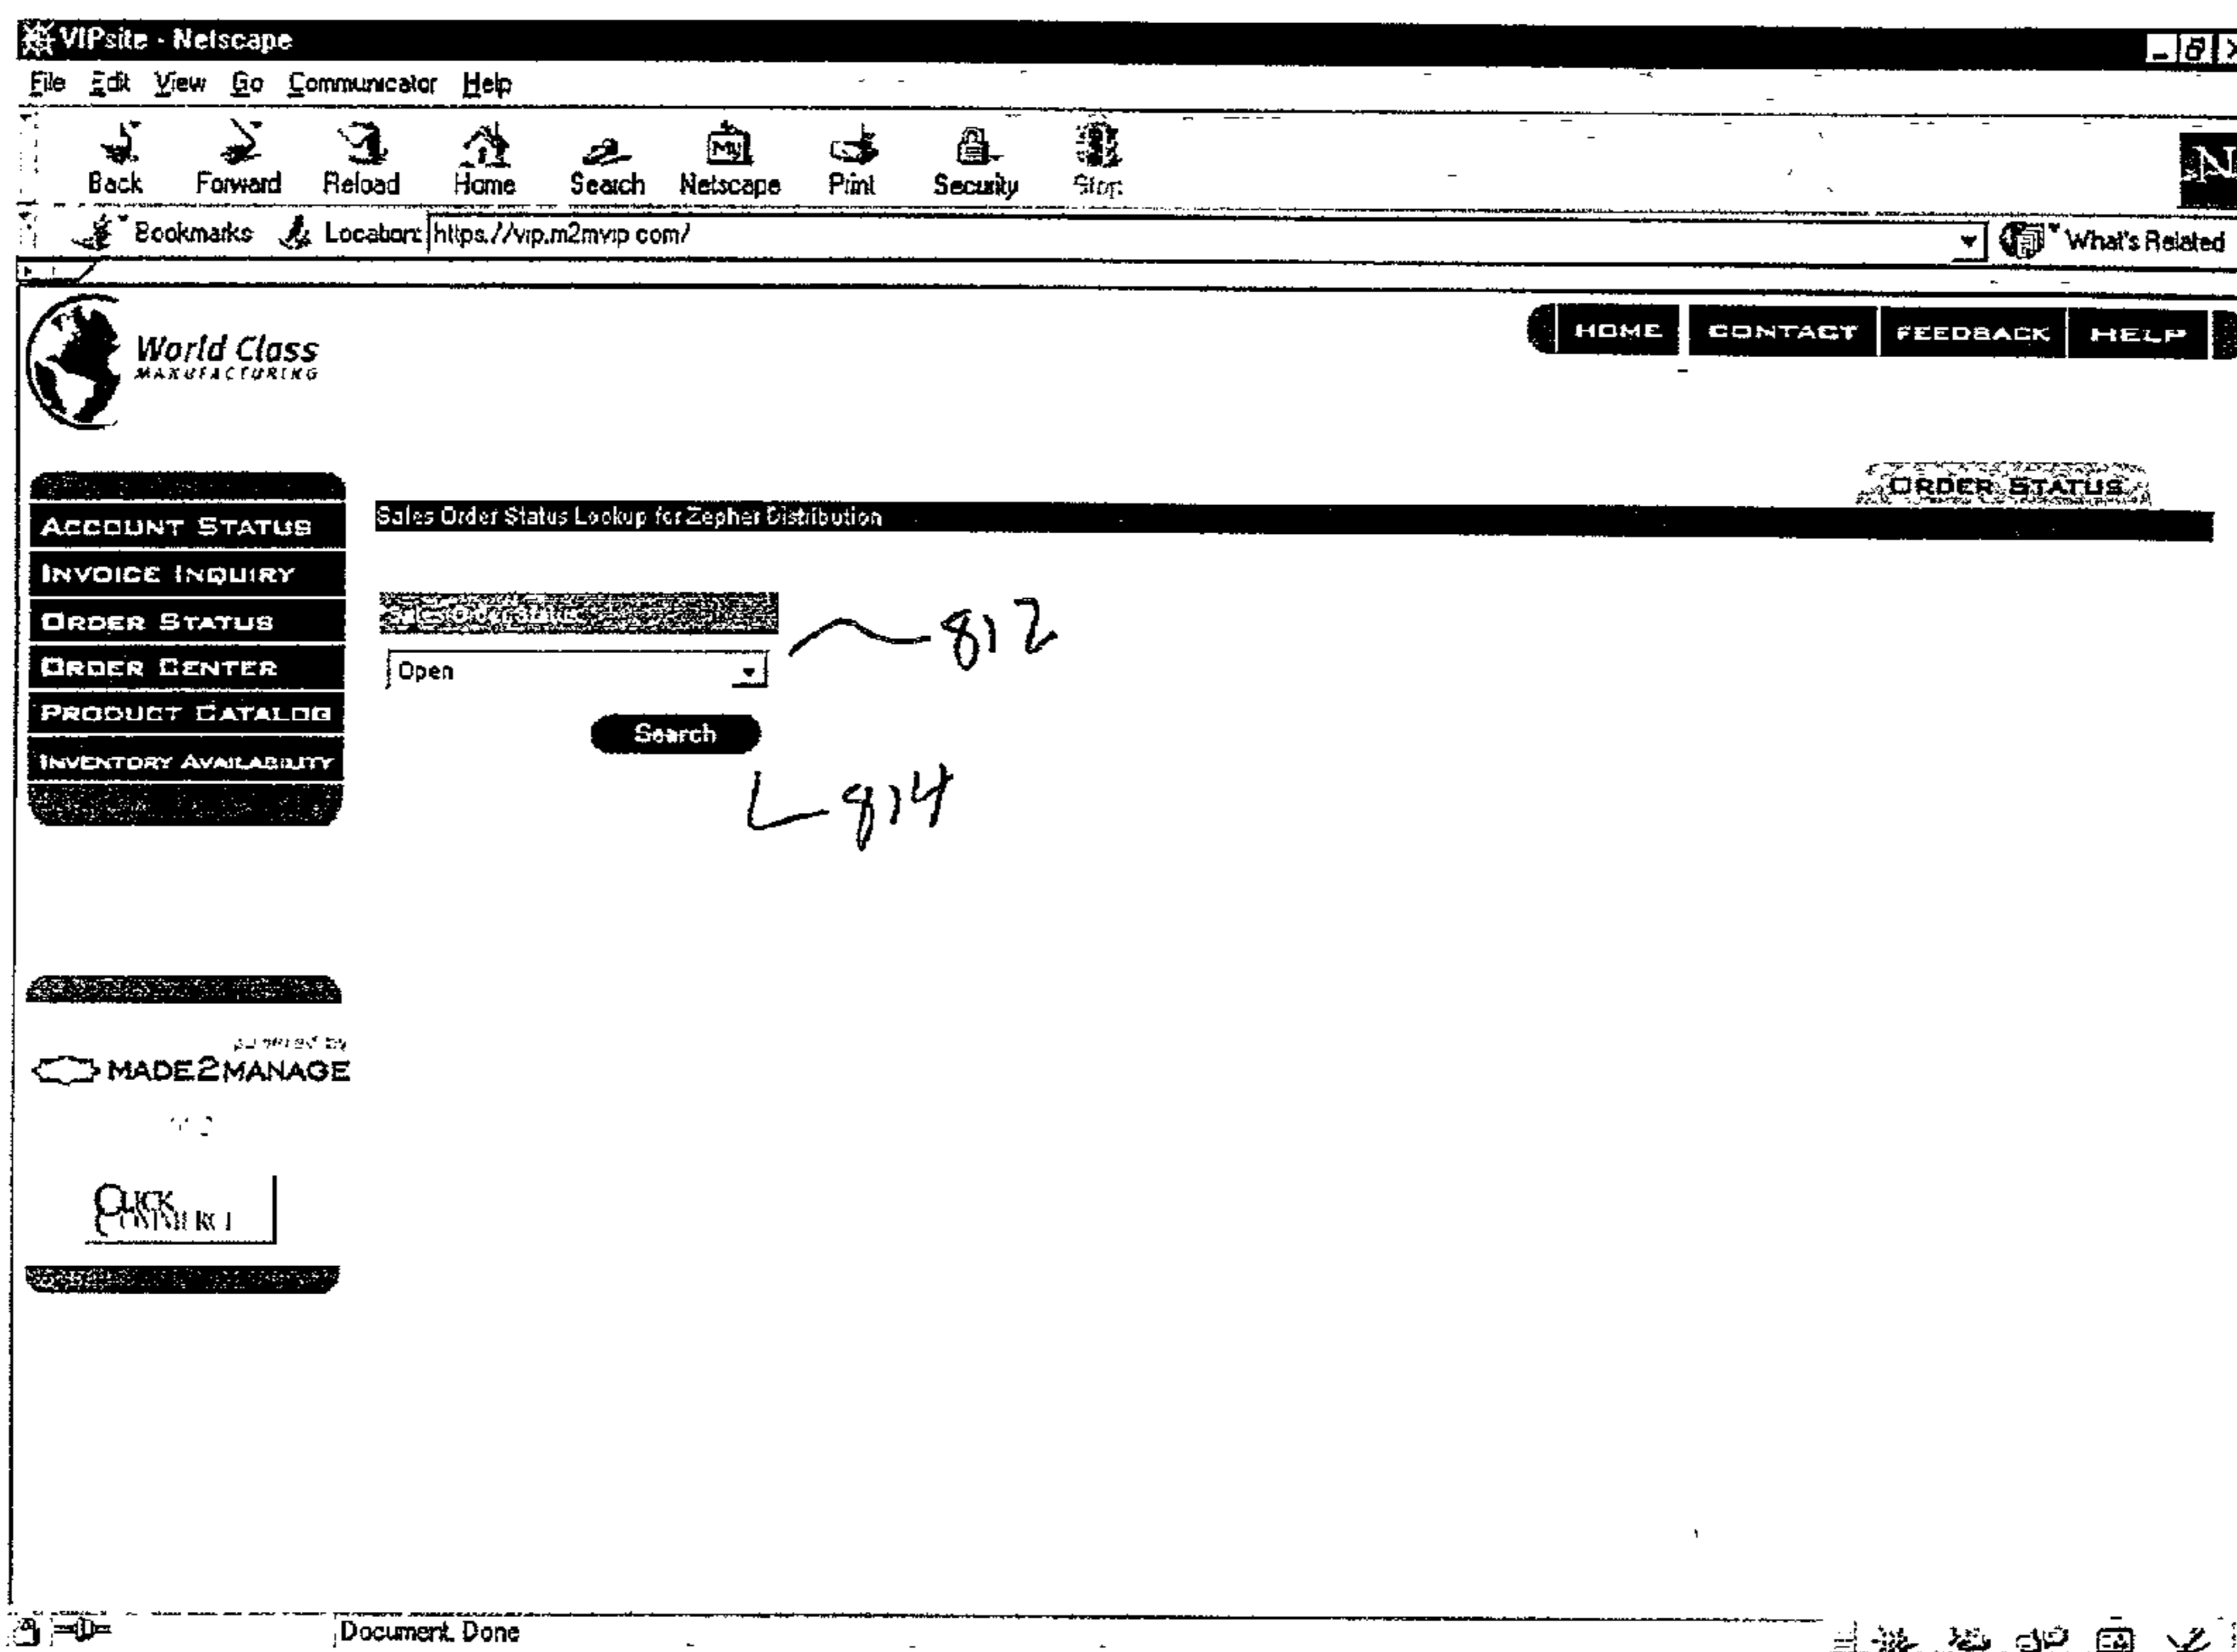 VIPsite - Netscape
File Edit View Go Communicator Help
Back Forward Reload Home Search Netscape Print Security Stop
My
N
Bookmarks Location: https://vip.m2mvip.com/ What's Related
World Class
MANUFACTURING
HOME CONTACT FEEDBACK HELP
ORDER STATUS
Sales Order Status Lookup for Zepher Distribution
ACCOUNT STATUS
INVOICE INQUIRY
ORDER STATUS
ORDER CENTER
PRODUCT CATALOG
INVENTORY AVAILABILITY
812
Open
Search
814
powered by
MADE2MANAGE
CLICK
COMMERCE
Document: Done